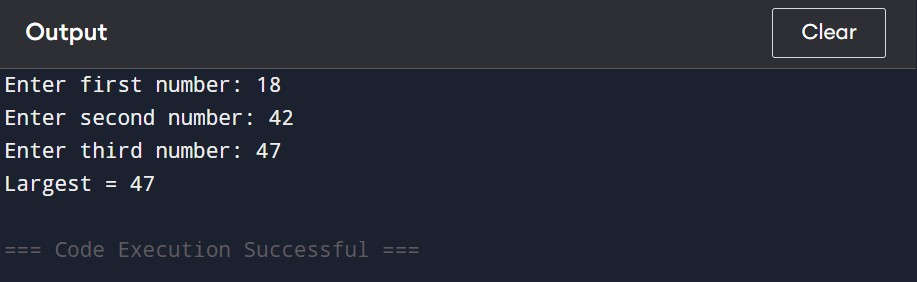 Output
Clear
Enter first number: 18
Enter second number: 42
Enter third number: 47
Largest = 47
=== Code Execution Successful ===